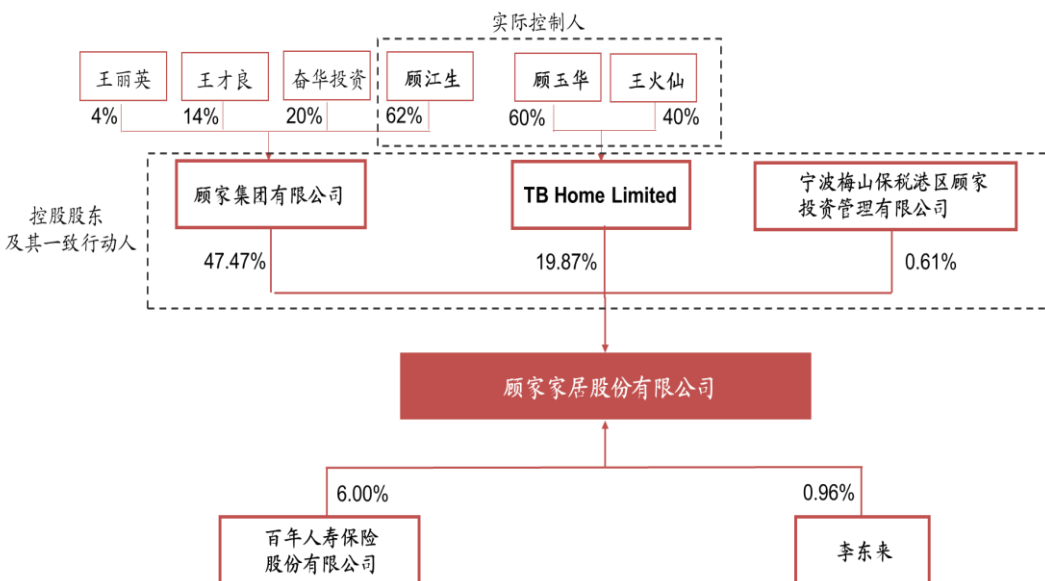 实际控制人
王丽英
王才良
奋华投资
顾江生
顾玉华
王火仙
4%
14%
20%
62%
60%
40%
控股股东
及其一致行动人
顾家集团有限公司
TB Home Limited
宁波梅山保税港区顾家
投资管理有限公司
47.47%
19.87%
0.61%
顾家家居股份有限公司
6.00%
0.96%
百年人寿保险
股份有限公司
李东来